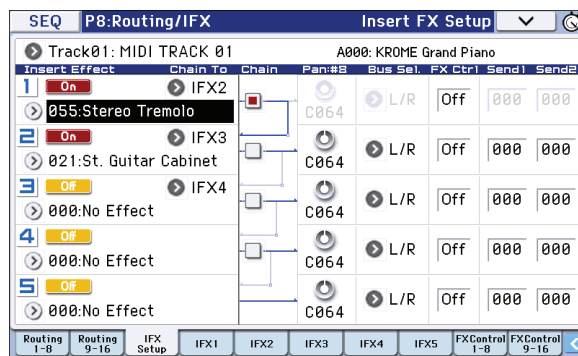 SEQ P8:Routing/IFX Insert FX Setup
Track01: MIDI TRACK 01 A000: KROME Grand Piano
Insert Effect Chain To Chain Pan:#8 Bus Sel. FX Ctrl Send1 Send2
1 On IFX2
055:Stereo Tremolo C064 L/R Off 000 000
2 On IFX3
021:St. Guitar Cabinet C064 L/R Off 000 000
3 Off IFX4
000:No Effect C064 L/R Off 000 000
4 Off
000:No Effect C064 L/R Off 000 000
5 Off
000:No Effect C064 L/R Off 000 000
Routing 1-8 Routing 9-16 IFX Setup IFX1 IFX2 IFX3 IFX4 IFX5 FXControl 1-8 FXControl 9-16